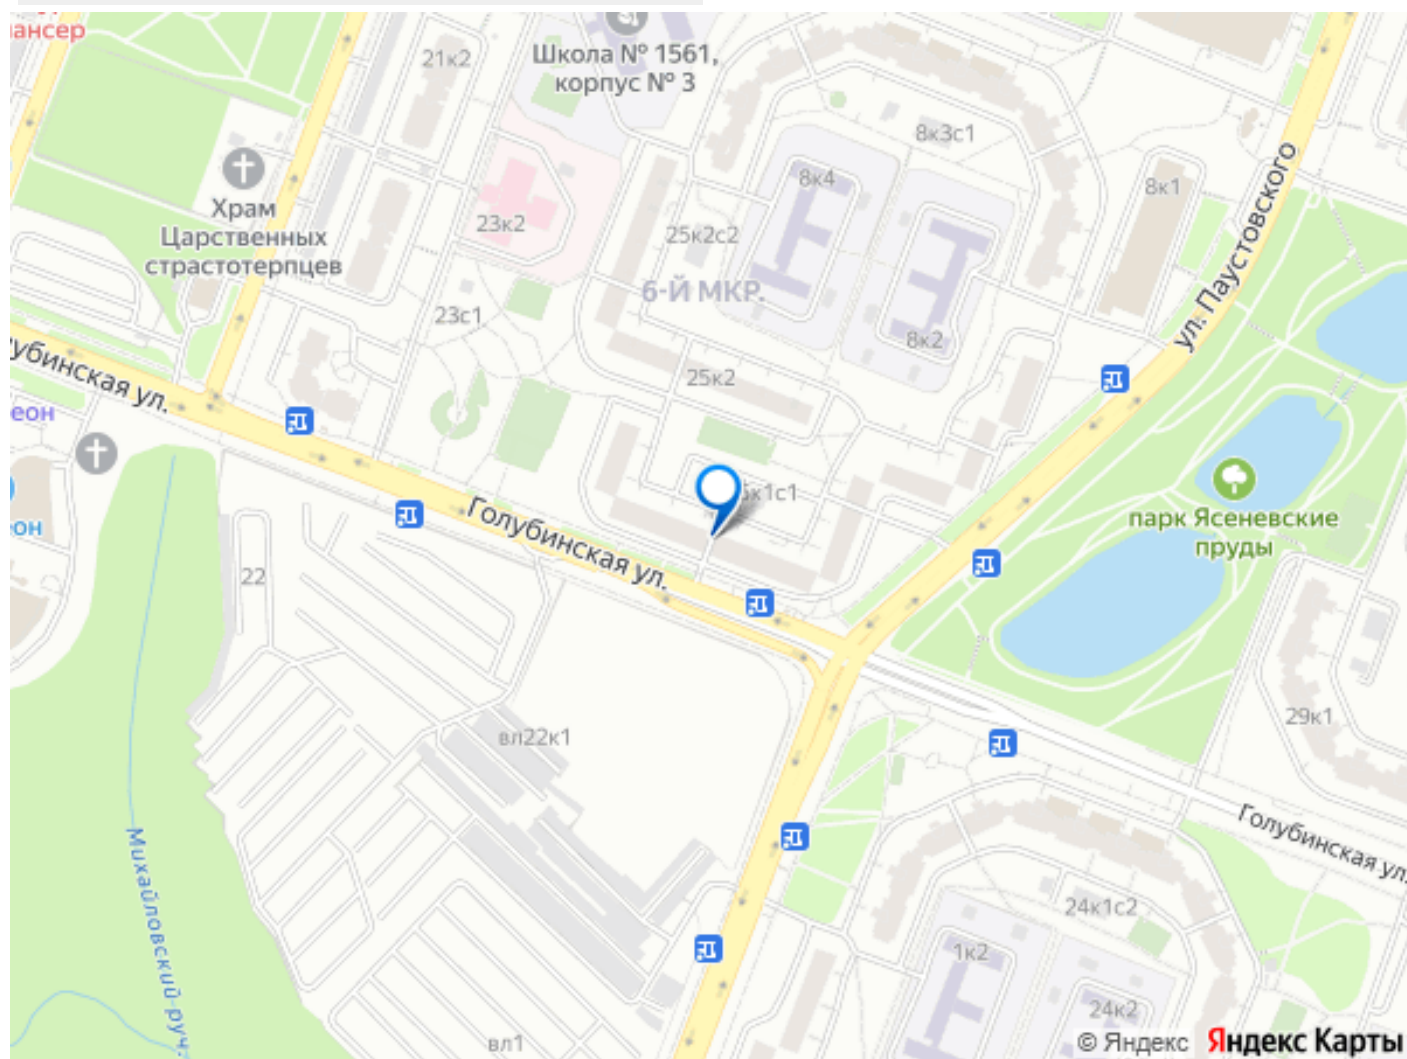 ансер
21к2
Школа № 1561,
корпус № 3
8к3с1
8к4
8к1
Храм
Царственных
страстотерпцев
23к2
25к2с2
6-Й МКР.
ул. Паустовского
23с1
8к2
убинская ул.
25к2
еон
к1с1
Голубинская ул.
он
парк Ясеневские
пруды
22
29к1
вл22к1
Голубинская ул.
Михайловский руч.
24к1с2
1к2
24к2
вл1
© Яндекс Яндекс Карты